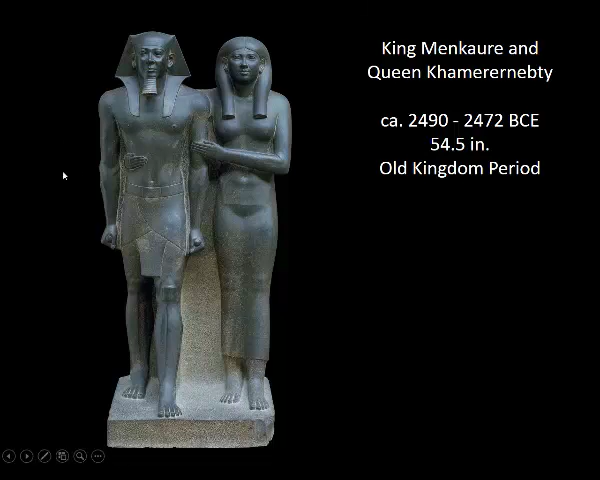 King Menkaure and
Queen Khamerernebty
ca. 2490 - 2472 BCE
54.5 in.
Old Kingdom Period